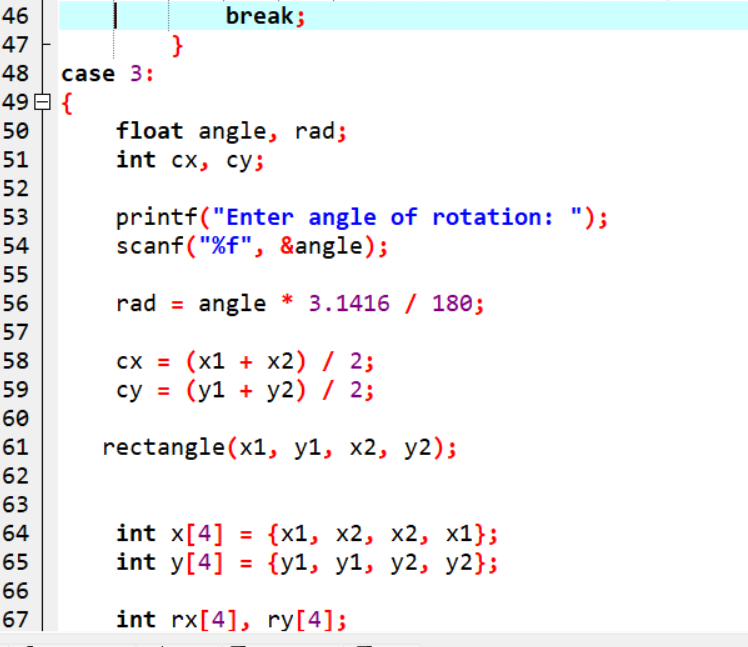 46 break;
47 }
48 case 3:
49 {
50 float angle, rad;
51 int cx, cy;
52
53 printf("Enter angle of rotation: ");
54 scanf("%f", &angle);
55
56 rad = angle * 3.1416 / 180;
57
58 cx = (x1 + x2) / 2;
59 cy = (y1 + y2) / 2;
60
61 rectangle(x1, y1, x2, y2);
62
63
64 int x[4] = {x1, x2, x2, x1};
65 int y[4] = {y1, y1, y2, y2};
66
67 int rx[4], ry[4];